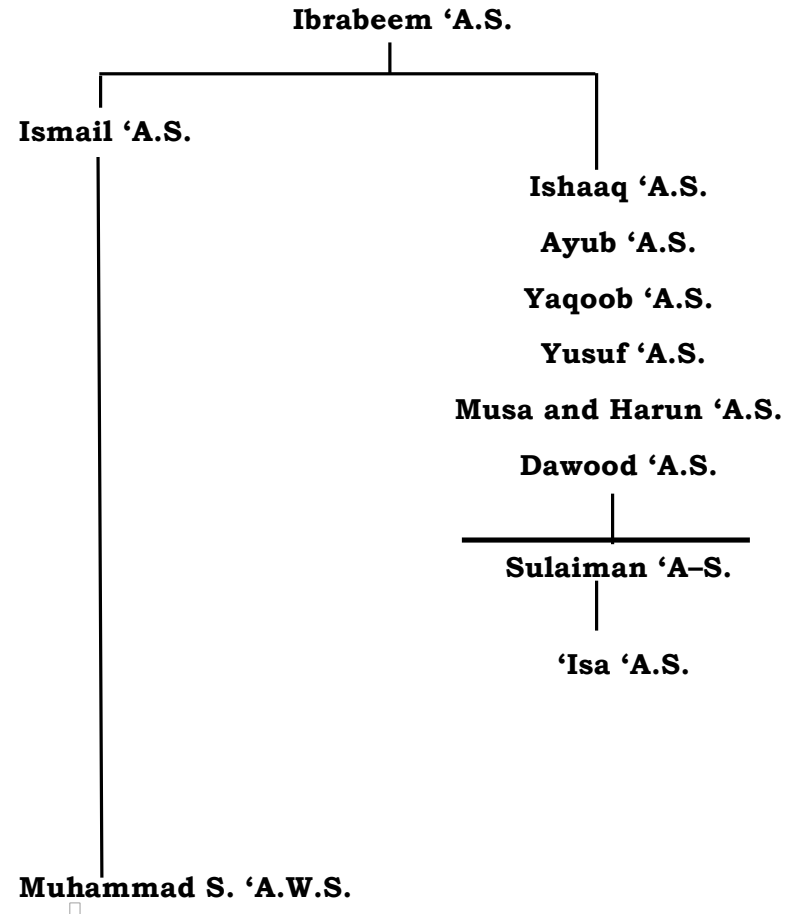 Ibrabeem ‘A.S.
Ismail ‘A.S.
Ishaaq ‘A.S.
Ayub ‘A.S.
Yaqoob ‘A.S.
Yusuf ‘A.S.
Musa and Harun ‘A.S.
Dawood ‘A.S.
Sulaiman ‘A–S.
‘Isa ‘A.S.
Muhammad S. ‘A.W.S.